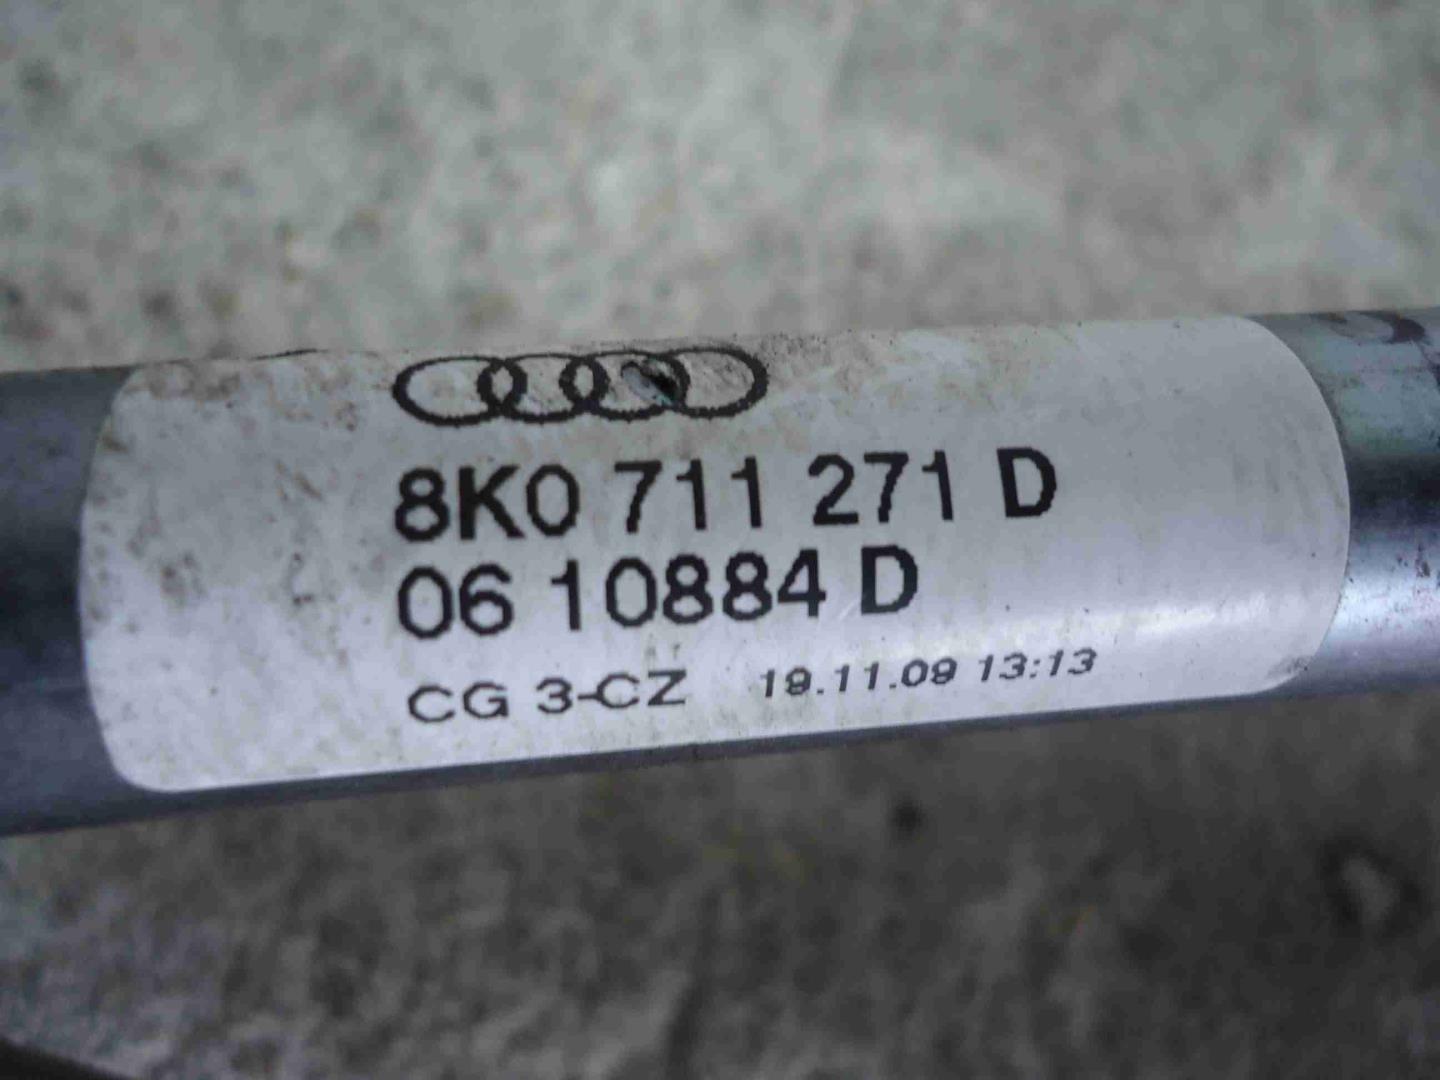 8K0 711 271 D
06 10884 D
CG 3-CZ 19.11.09 13:13